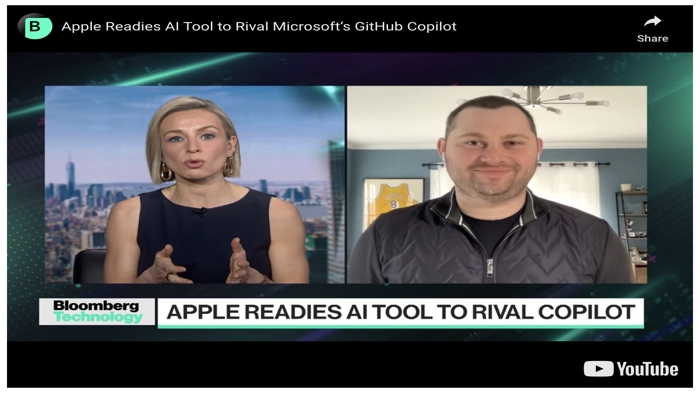 B
Apple Readies AI Tool to Rival Microsoft's GitHub Copilot
Share
8
Bloomberg
Technology
APPLE READIES AI TOOL TO RIVAL COPILOT
YouTube